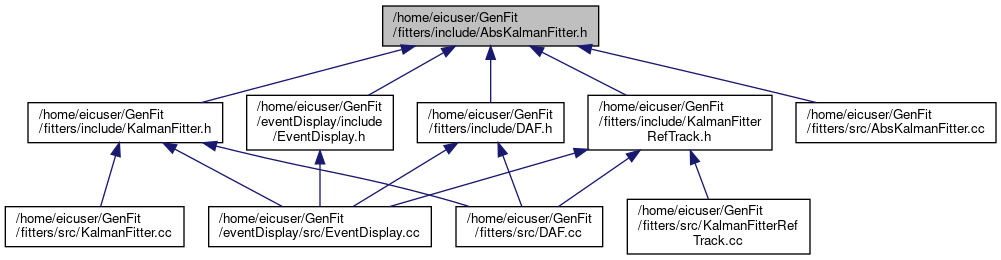 /home/eicuser/GenFit
/fitters/include/AbsKalmanFitter.h
/home/eicuser/GenFit
/fitters/include/KalmanFitter.h
/home/eicuser/GenFit
/eventDisplay/include
/EventDisplay.h
/home/eicuser/GenFit
/fitters/include/DAF.h
/home/eicuser/GenFit
/fitters/include/KalmanFitter
RefTrack.h
/home/eicuser/GenFit
/fitters/src/AbsKalmanFitter.cc
/home/eicuser/GenFit
/fitters/src/KalmanFitter.cc
/home/eicuser/GenFit
/eventDisplay/src/EventDisplay.cc
/home/eicuser/GenFit
/fitters/src/DAF.cc
/home/eicuser/GenFit
/fitters/src/KalmanFitterRef
Track.cc